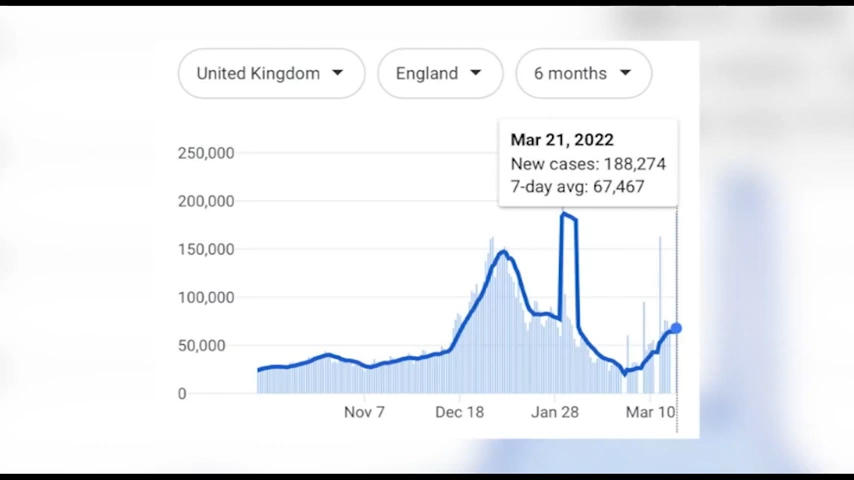 United Kingdom
England
6 months
Mar 21, 2022
New cases: 188,274
7-day avg: 67,467
250,000
200,000
150,000
100,000
50,000
0
Nov 7
Dec 18
Jan 28
Mar 10